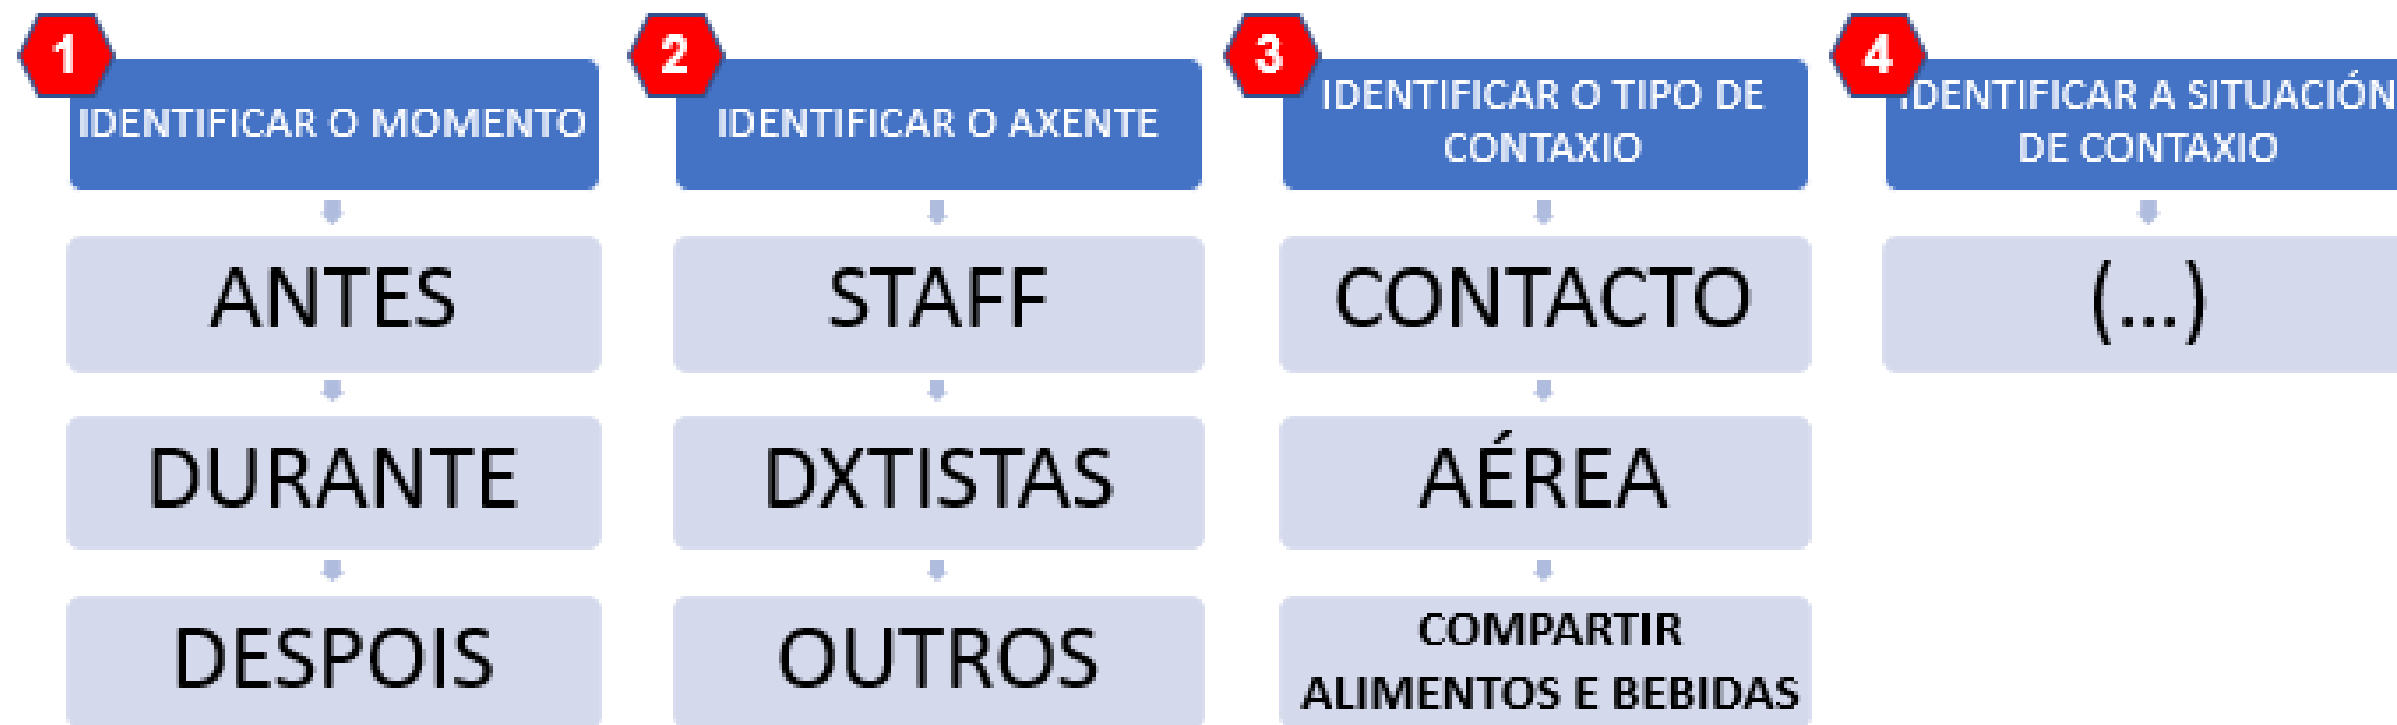 1
IDENTIFICAR O MOMENTO
ANTES
DURANTE
DESPOIS
2
IDENTIFICAR O AXENTE
STAFF
DXTISTAS
OUTROS
3
IDENTIFICAR O TIPO DE
CONTAXIO
CONTACTO
AÉREA
COMPARTIR
ALIMENTOS E BEBIDAS
4
IDENTIFICAR A SITUACIÓN
DE CONTAXIO
(...)